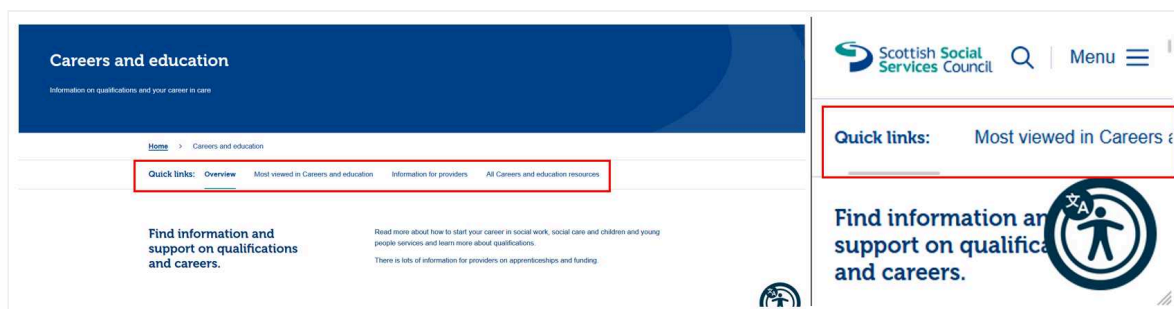 Careers and education
Information on qualifications and your career in care
Home > Careers and education
Quick links: Overview Most viewed in Careers and education Information for providers All Careers and education resources
Find information and
support on qualifications
and careers.
Read more about how to start your career in social work, social care and children and young
people services and learn more about qualifications.
There is lots of information for providers on apprenticeships and funding
文A
Scottish Social
Services Council
Menu
Quick links: Most viewed in Careers a
Find information an
support on qualifica
and careers.
文A